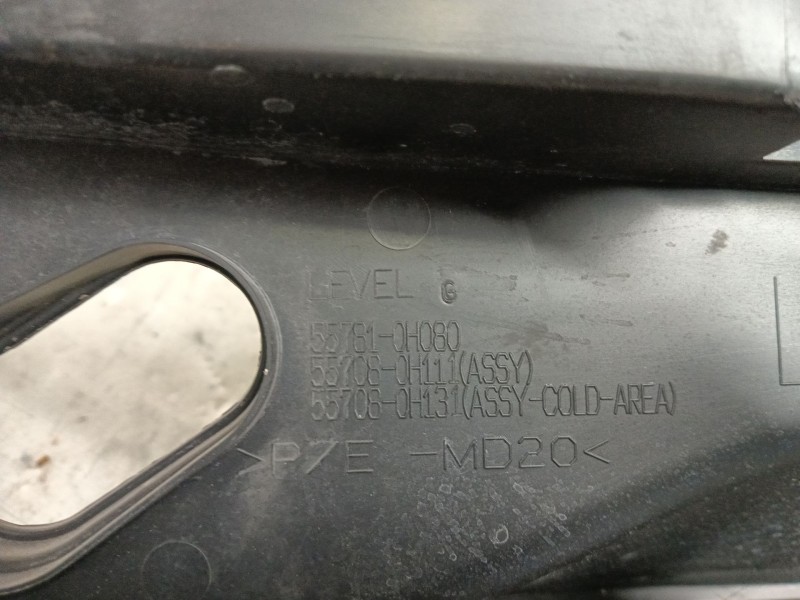 LEVEL G
55781-0H080
55708-0H111(ASSY)
55708-0H131(ASSY-COLD-AREA)
>P/E -MD20<